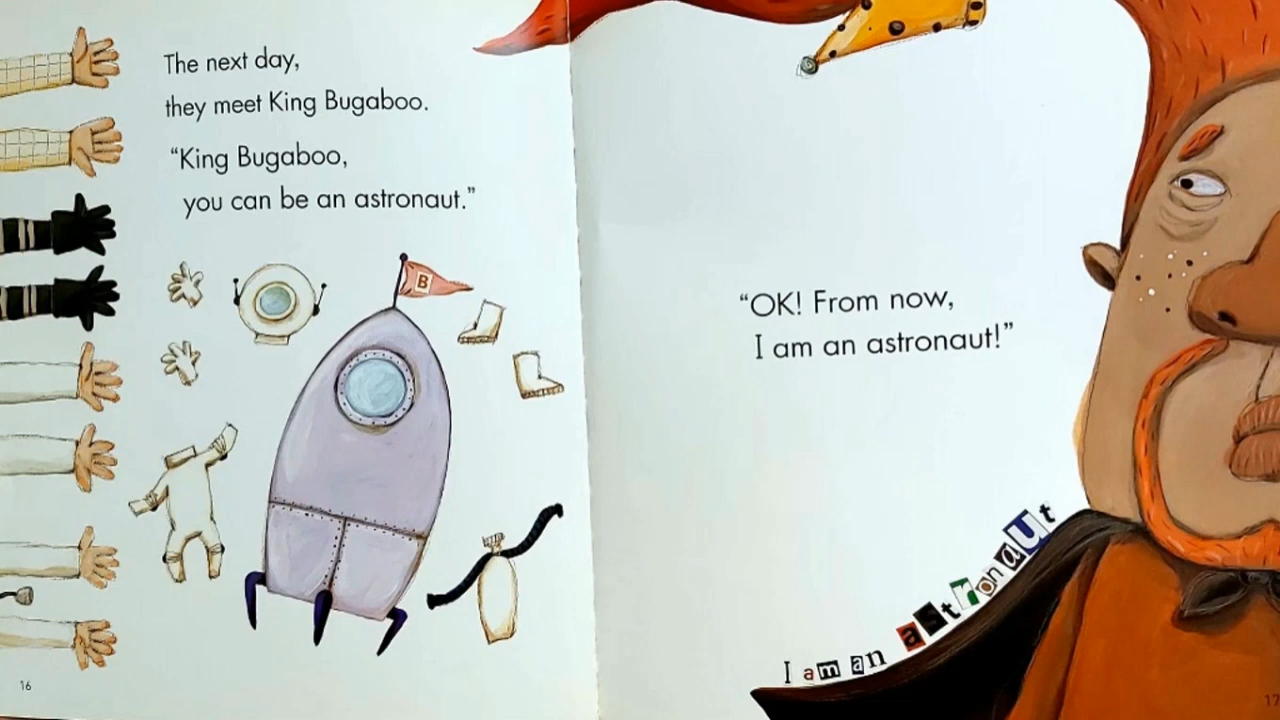 The next day,
they meet King Bugaboo.
“King Bugaboo,
you can be an astronaut.”
B
16
“OK! From now,
I am an astronaut!”
I am an astronaut
17